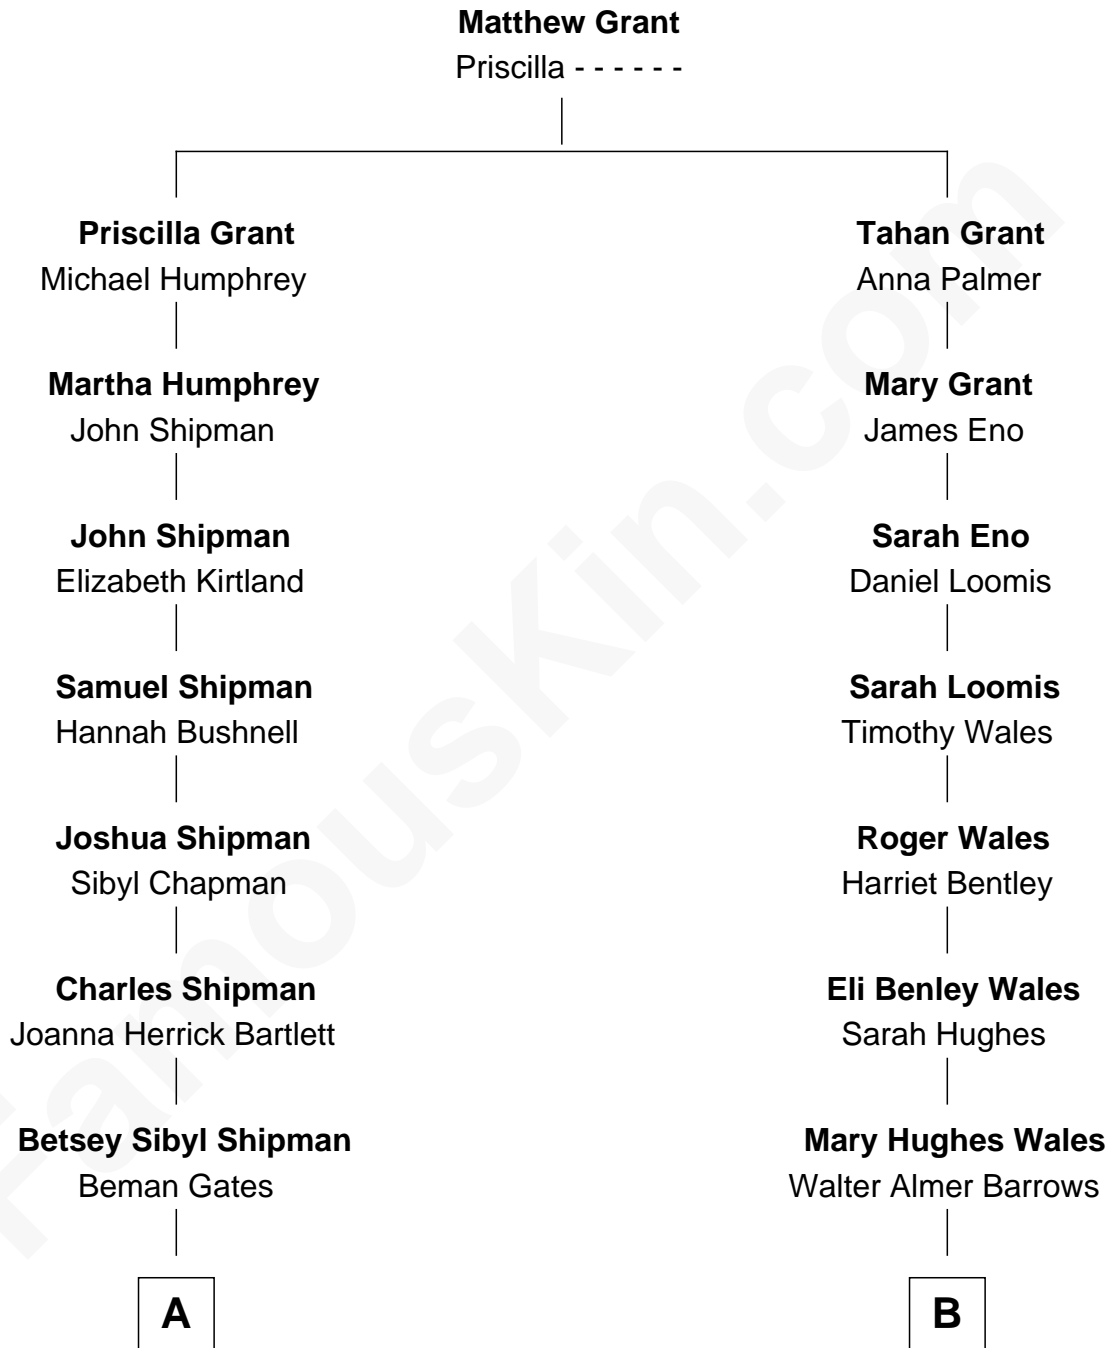 Matthew Grant
Priscilla - - - - - -
Priscilla Grant
Michael Humphrey
Tahan Grant
Anna Palmer
Martha Humphrey
John Shipman
Mary Grant
James Eno
John Shipman
Elizabeth Kirtland
Sarah Eno
Daniel Loomis
Samuel Shipman
Hannah Bushnell
Sarah Loomis
Timothy Wales
Joshua Shipman
Sibyl Chapman
Roger Wales
Harriet Bentley
Charles Shipman
Joanna Herrick Bartlett
Eli Benley Wales
Sarah Hughes
Betsey Sibyl Shipman
Beman Gates
Mary Hughes Wales
Walter Almer Barrows
A
B
FamousKin.com